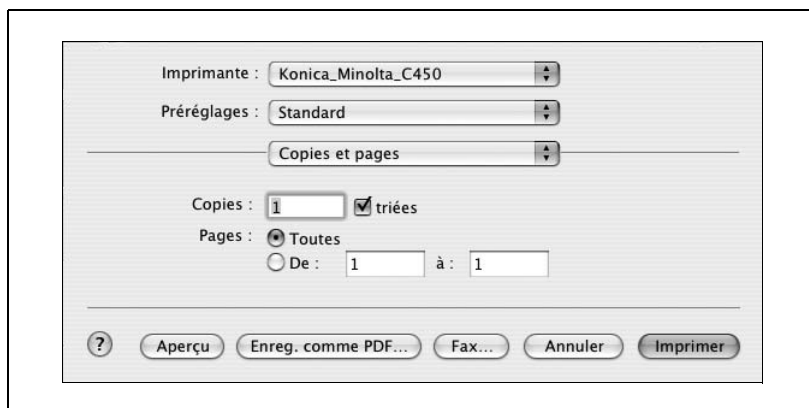 Imprimante : Konica_Minolta_C450
Préréglages : Standard
Copies et pages
Copies : 1 triées
Pages : Toutes
De : 1 à : 1
? Aperçu Enreg. comme PDF... Fax... Annuler Imprimer